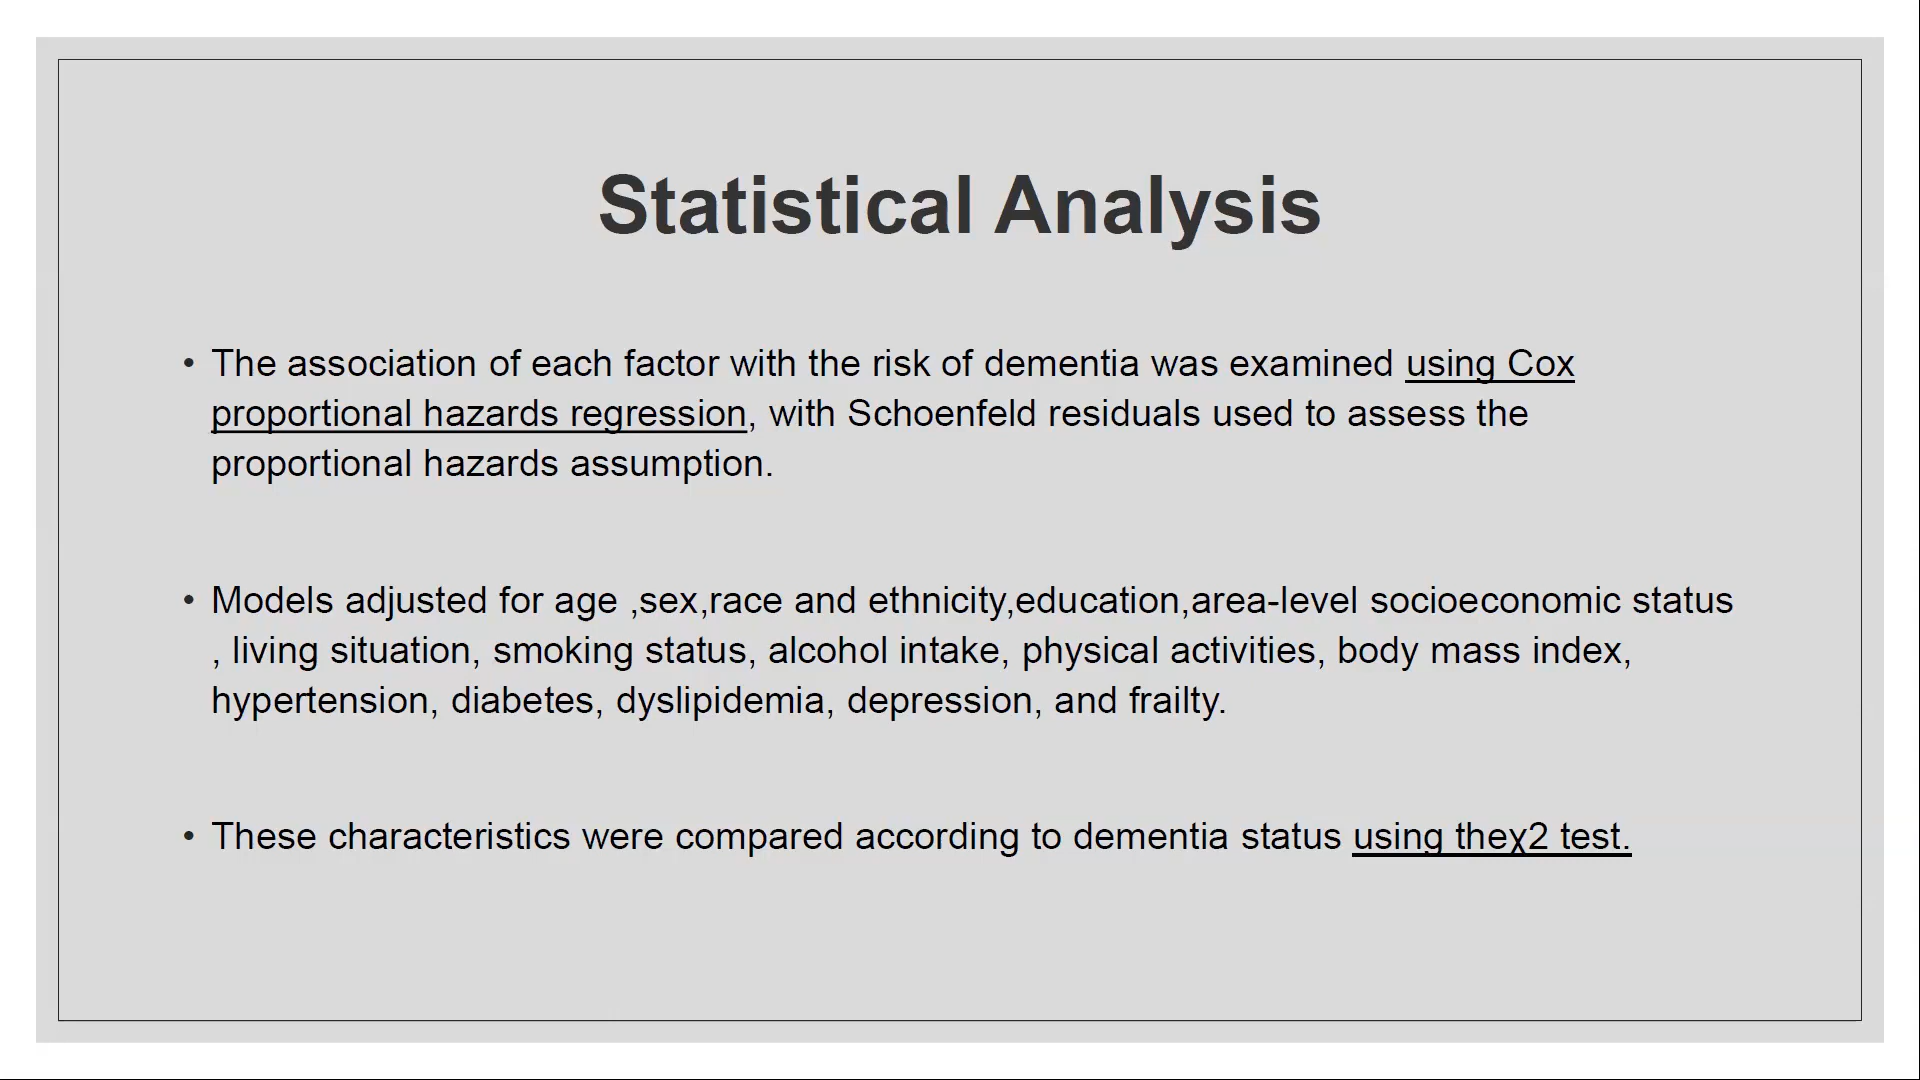 Statistical Analysis
• The association of each factor with the risk of dementia was examined using Cox
proportional hazards regression, with Schoenfeld residuals used to assess the
proportional hazards assumption.
• Models adjusted for age ,sex,race and ethnicity,education,area-level socioeconomic status
, living situation, smoking status, alcohol intake, physical activities, body mass index,
hypertension, diabetes, dyslipidemia, depression, and frailty.
• These characteristics were compared according to dementia status using theχ2 test.